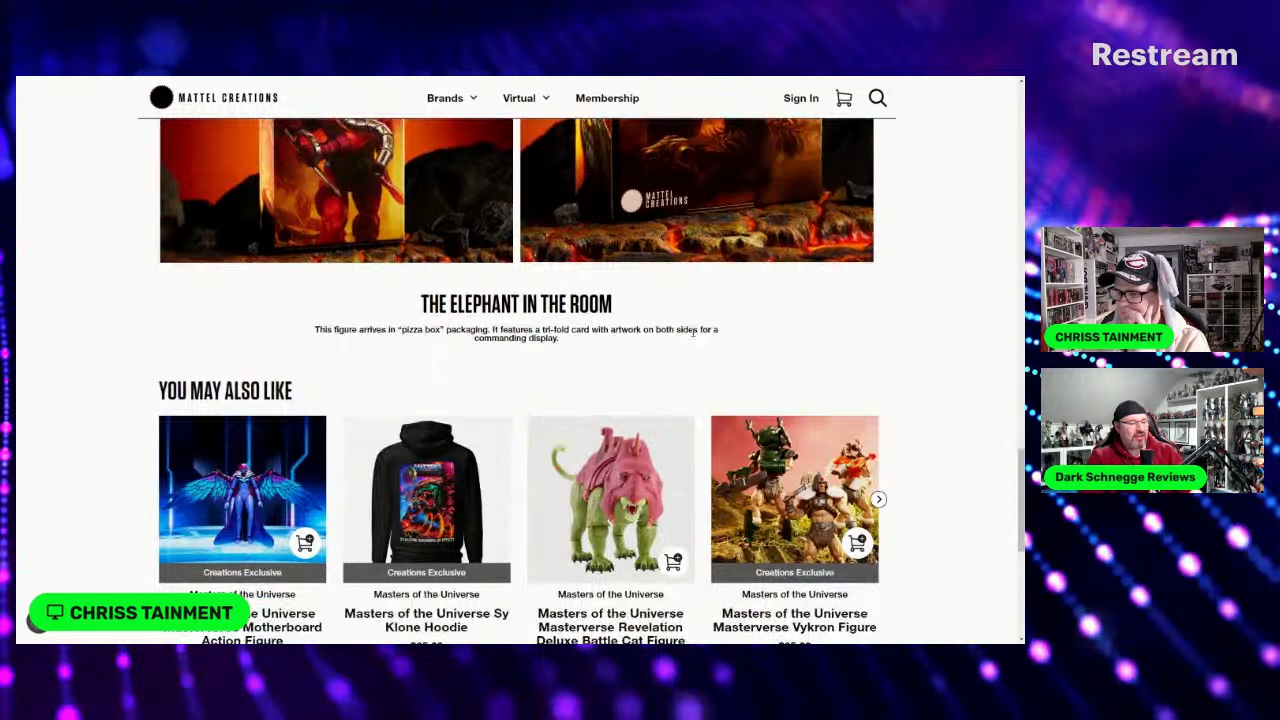 Restream
MATTEL CREATIONS
Brands
Virtual
Membership
Sign In
MATTEL
CREATIONS
THE ELEPHANT IN THE ROOM
This figure arrives in “pizza box” packaging. It features a tri-fold card with artwork on both sides for a
commanding display.
YOU MAY ALSO LIKE
Creations Exclusive
Creations Exclusive
Creations Exclusive
Masters of the Universe
Masters of the Universe
Masters of the Universe
Masters of the Universe Sy
Klone Hoodie
Masters of the Universe
Masterverse Revelation
Deluxe Battle Cat Figure
Masters of the Universe
Masterverse Vykron Figure
Motherboard
Action Figure
CHRISS TAINMENT
CHRISS TAINMENT
Dark Schnegge Reviews